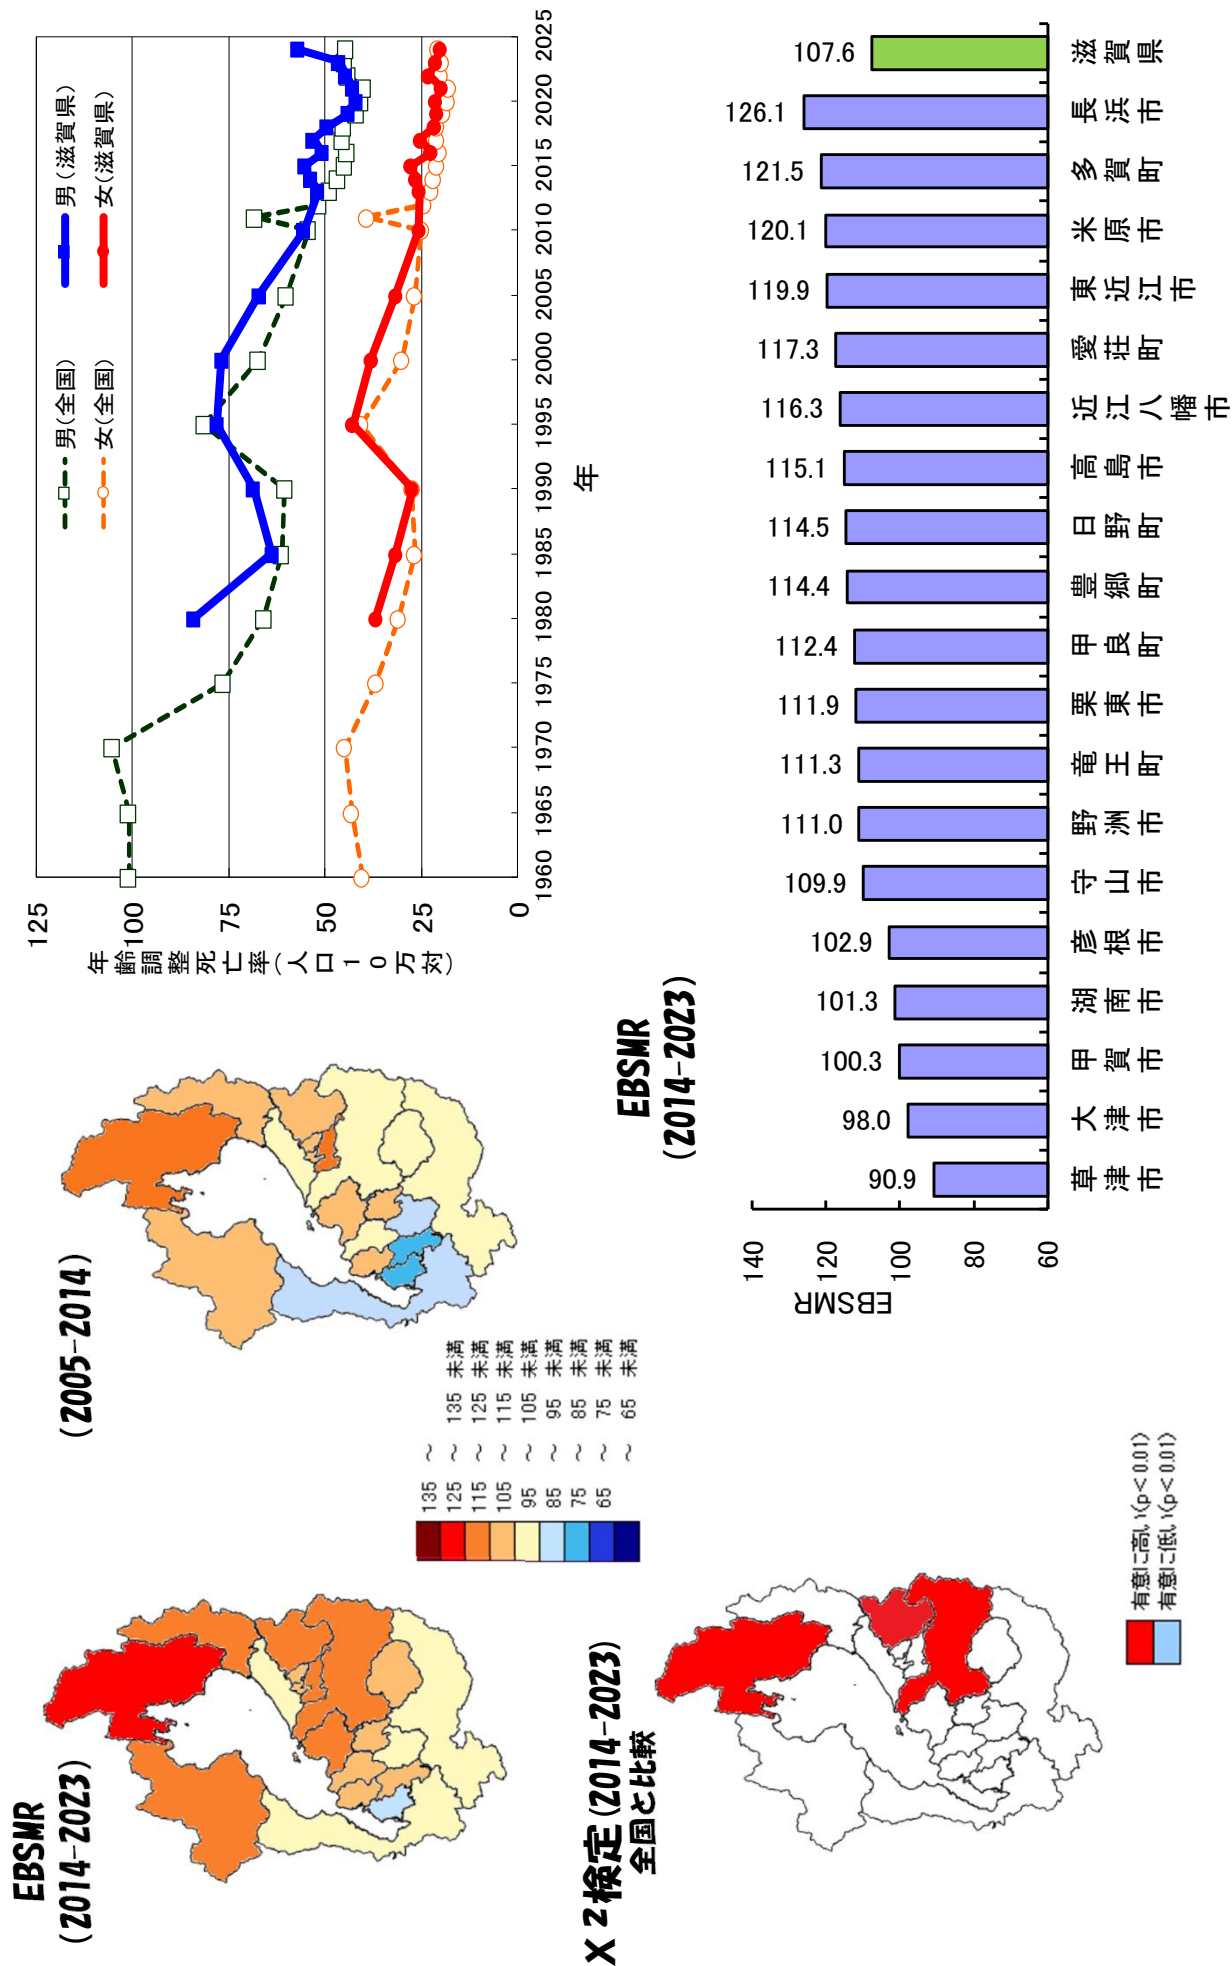 EBSMR
(2014-2023)
(2005-2014)
135 ～
125 ～ 135 未満
115 ～ 125 未満
105 ～ 115 未満
95 ～ 105 未満
85 ～ 95 未満
75 ～ 85 未満
65 ～ 75 未満
～ 65 未満
年齢調整死亡率(人口１０万対)
125
100
75
50
25
0
男(全国)
男(滋賀県)
女(全国)
女(滋賀県)
1960 1965 1970 1975 1980 1985 1990 1995 2000 2005 2010 2015 2020 2025
年
X²検定(2014-2023)
全国と比較
有意に高い(p<0.01)
有意に低い(p<0.01)
EBSMR
(2014-2023)
EBSMR
140
120
100
80
60
90.9 98.0 100.3 101.3 102.9 109.9 111.0 111.3 111.9 112.4 114.4 114.5 115.1 116.3 117.3 119.9 120.1 121.5 126.1 107.6
草津市 大津市 甲賀市 湖南市 彦根市 守山市 野洲市 竜王町 栗東市 甲良町 豊郷町 日野町 高島市 近江八幡市 愛荘町 東近江市 米原市 多賀町 長浜市 滋賀県